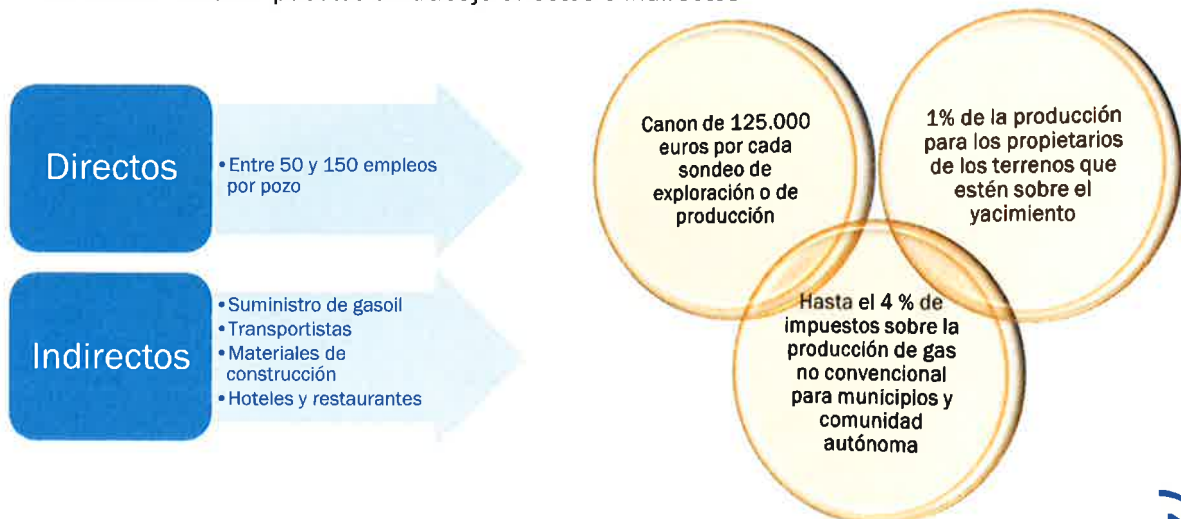 Directos
• Entre 50 y 150 empleos
por pozo
Indirectos
• Suministro de gasoil
• Transportistas
• Materiales de
construcción
• Hoteles y restaurantes
Canon de 125.000
euros por cada
sondeo de
exploración o de
producción
1% de la producción
para los propietarios
de los terrenos que
estén sobre el
yacimiento
Hasta el 4 % de
impuestos sobre la
producción de gas
no convencional
para municipios y
comunidad
autónoma